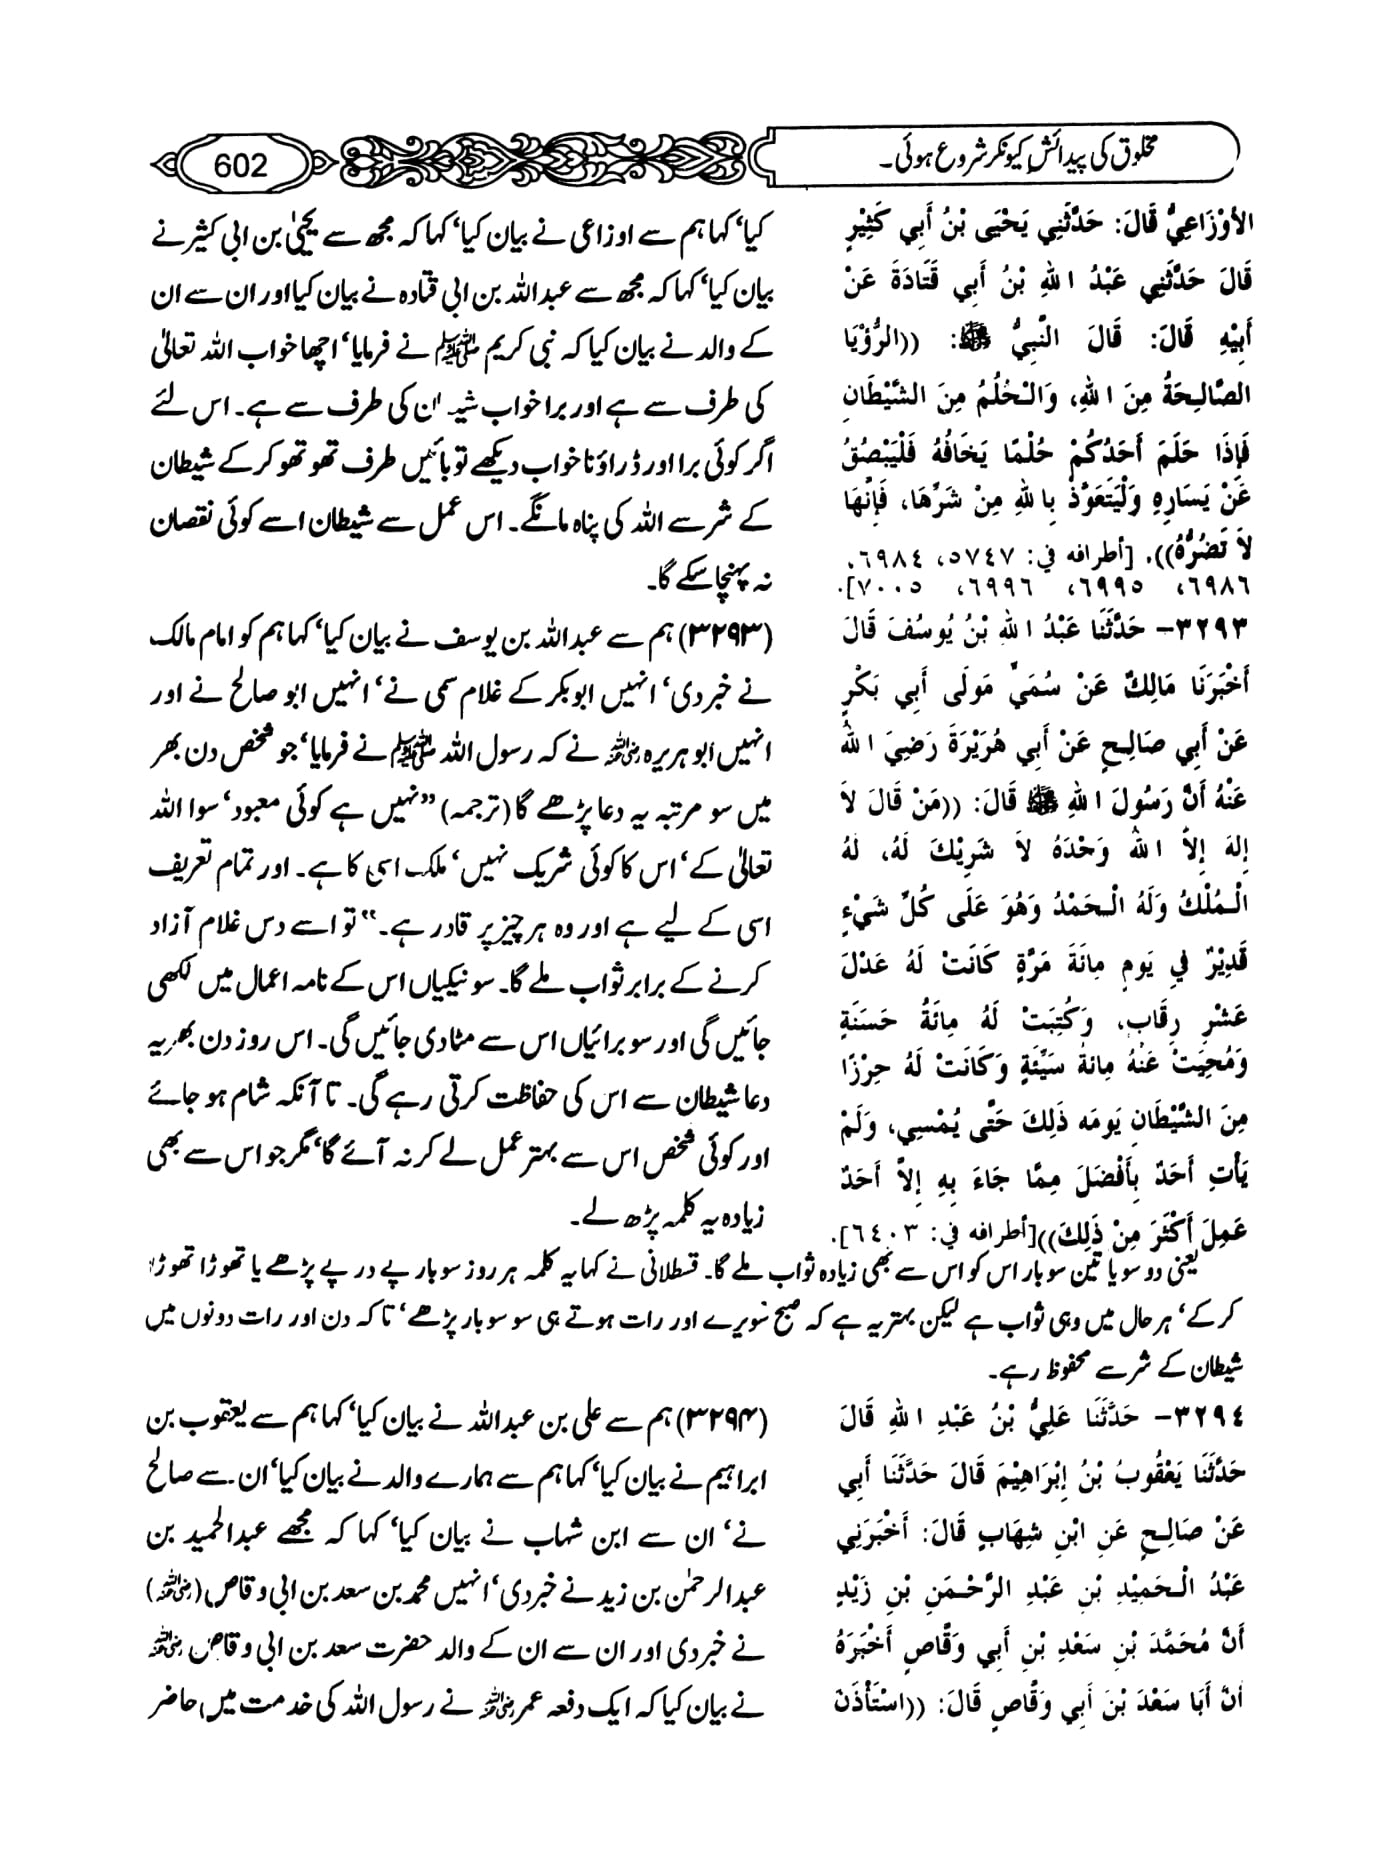 مخلوق کی پیدائش کیونکر شروع ہوئی۔
602
الأَوْزَاعِيُّ قَالَ: حَدَّثَنِي يَحْيَى بْنُ أَبِي كَثِيْرٍ
قَالَ حَدَّثَنِي عَبْدُ اللهِ بْنُ أَبِي قَتَادَةَ عَنْ
أَبِيْهِ قَالَ: قَالَ النَّبِيُّ ﷺ: ((الرُّؤْيَا
الصَّالِحَةُ مِنَ اللهِ، وَالْحُلُمُ مِنَ الشَّيْطَانِ
فَإِذَا حَلَمَ أَحَدُكُمْ حُلْمًا يَخَافُهُ فَلْيَبْصُقْ
عَنْ يَسَارِهِ وَلْيَتَعَوَّذْ بِاللهِ مِنْ شَرِّهَا، فَإِنَّهَا
لاَ تَضُرُّهُ)). [أطرافه في: ٥٧٤٧، ٦٩٨٤،
٦٩٨٦، ٦٩٩٥، ٦٩٩٦، ٧٠٠٥].
٣٢٩٣- حَدَّثَنَا عَبْدُ اللهِ بْنُ يُوسُفَ قَالَ
أَخْبَرَنَا مَالِكٌ عَنْ سُمَيٍّ مَولَى أَبِي بَكْرٍ
عَنْ أَبِي صَالِحٍ عَنْ أَبِي هُرَيْرَةَ رَضِيَ اللهُ
عَنْهُ أَنَّ رَسُولَ اللهِ ﷺ قَالَ: ((مَنْ قَالَ لاَ
إِلهَ إِلاَّ اللهُ وَحْدَهُ لاَ شَرِيْكَ لَهُ، لَهُ
الْمُلْكُ وَلَهُ الْحَمْدُ وَهُوَ عَلَى كُلِّ شَيْءٍ
قَدِيْرٌ فِي يَومٍ مِائَةَ مَرَّةٍ كَانَتْ لَهُ عَدْلَ
عَشْرِ رِقَابٍ، وَكُتِبَتْ لَهُ مِائَةُ حَسَنَةٍ
وَمُحِيَتْ عَنْهُ مِائَةُ سَيِّئَةٍ وَكَانَتْ لَهُ حِرْزًا
مِنَ الشَّيْطَانِ يَومَه ذَلِكَ حَتَّى يُمْسِي، وَلَمْ
يَأْتِ أَحَدٌ بِأَفْضَلَ مِمَّا جَاءَ بِهِ إِلاَّ أَحَدٌ
عَمِلَ أَكْثَرَ مِنْ ذَلِكَ))[أطرافه في: ٦٤٠٣].
کیا‘ کہا ہم سے اوزاعی نے بیان کیا‘ کہا کہ مجھ سے یحییٰ بن ابی کثیر نے
بیان کیا‘ کہا کہ مجھ سے عبداللہ بن ابی قتادہ نے بیان کیا اور ان سے ان
کے والد نے بیان کیا کہ نبی کریم ﷺ نے فرمایا‘ اچھا خواب اللہ تعالیٰ
کی طرف سے ہے اور برا خواب شیطان کی طرف سے ہے۔ اس لئے
اگر کوئی برا اور ڈراؤنا خواب دیکھے تو بائیں طرف تھو تھو کر کے شیطان
کے شر سے اللہ کی پناہ مانگے۔ اس عمل سے شیطان اسے کوئی نقصان
نہ پہنچا سکے گا۔
(۳۲۹۳) ہم سے عبداللہ بن یوسف نے بیان کیا‘ کہا ہم کو امام مالک
نے خبر دی‘ انہیں ابوبکر کے غلام سمی نے‘ انہیں ابو صالح نے اور
انہیں ابو ہریرہ رضی اللہ عنہ نے کہ رسول اللہ ﷺ نے فرمایا‘ جو شخص دن بھر
میں سو مرتبہ یہ دعا پڑھے گا (ترجمہ) ”نہیں ہے کوئی معبود‘ سوا اللہ
تعالیٰ کے‘ اس کا کوئی شریک نہیں‘ ملک اسی کا ہے۔ اور تمام تعریف
اسی کے لیے ہے اور وہ ہر چیز پر قادر ہے۔“ تو اسے دس غلام آزاد
کرنے کے برابر ثواب ملے گا۔ سو نیکیاں اس کے نامہ اعمال میں لکھی
جائیں گی اور سو برائیاں اس سے مٹا دی جائیں گی۔ اس روز دن بھر یہ
دعا شیطان سے اس کی حفاظت کرتی رہے گی۔ تا آنکہ شام ہو جائے
اور کوئی شخص اس سے بہتر عمل لے کر نہ آئے گا‘ مگر جو اس سے بھی
زیادہ یہ کلمہ پڑھ لے۔
یعنی دو سو یا تین سو بار اس کو اس سے بھی زیادہ ثواب ملے گا۔ قسطلانی نے کہا یہ کلمہ ہر روز سو بار پے در پے پڑھے یا تھوڑا تھوڑا
کر کے‘ ہر حال میں وہی ثواب ہے لیکن بہتر یہ ہے کہ صبح سویرے اور رات ہوتے ہی سو سو بار پڑھے‘ تاکہ دن اور رات دونوں میں
شیطان کے شر سے محفوظ رہے۔
٣٢٩٤- حَدَّثَنَا عَلِيُّ بْنُ عَبْدِ اللهِ قَالَ
حَدَّثَنَا يَعْقُوبُ بْنُ إِبْرَاهِيْمَ قَالَ حَدَّثَنَا أَبِي
عَنْ صَالِحٍ عَنِ ابْنِ شِهَابٍ قَالَ: أَخْبَرَنِي
عَبْدُ الْحَمِيْدِ بْنِ عَبْدِ الرَّحْمَنِ بْنِ زَيْدٍ
أَنَّ مُحَمَّدَ بْنِ سَعْدِ بْنِ أَبِي وَقَّاصٍ أَخْبَرَهُ
أَنَّ أَبَا سَعْدَ بْنَ أَبِي وَقَّاصٍ قَالَ: ((اسْتَأْذَنَ
(۳۲۹۴) ہم سے علی بن عبداللہ نے بیان کیا‘ کہا ہم سے یعقوب بن
ابراہیم نے بیان کیا‘ کہا ہم سے ہمارے والد نے بیان کیا‘ ان سے صالح
نے‘ ان سے ابن شہاب نے بیان کیا‘ کہا کہ مجھے عبدالحمید بن
عبدالرحمٰن بن زید نے خبر دی‘ انہیں محمد بن سعد بن ابی وقاص (رضی اللہ عنہ)
نے خبر دی اور ان سے ان کے والد حضرت سعد بن ابی وقاص رضی اللہ عنہ
نے بیان کیا کہ ایک دفعہ عمر رضی اللہ عنہ نے رسول اللہ کی خدمت میں حاضر